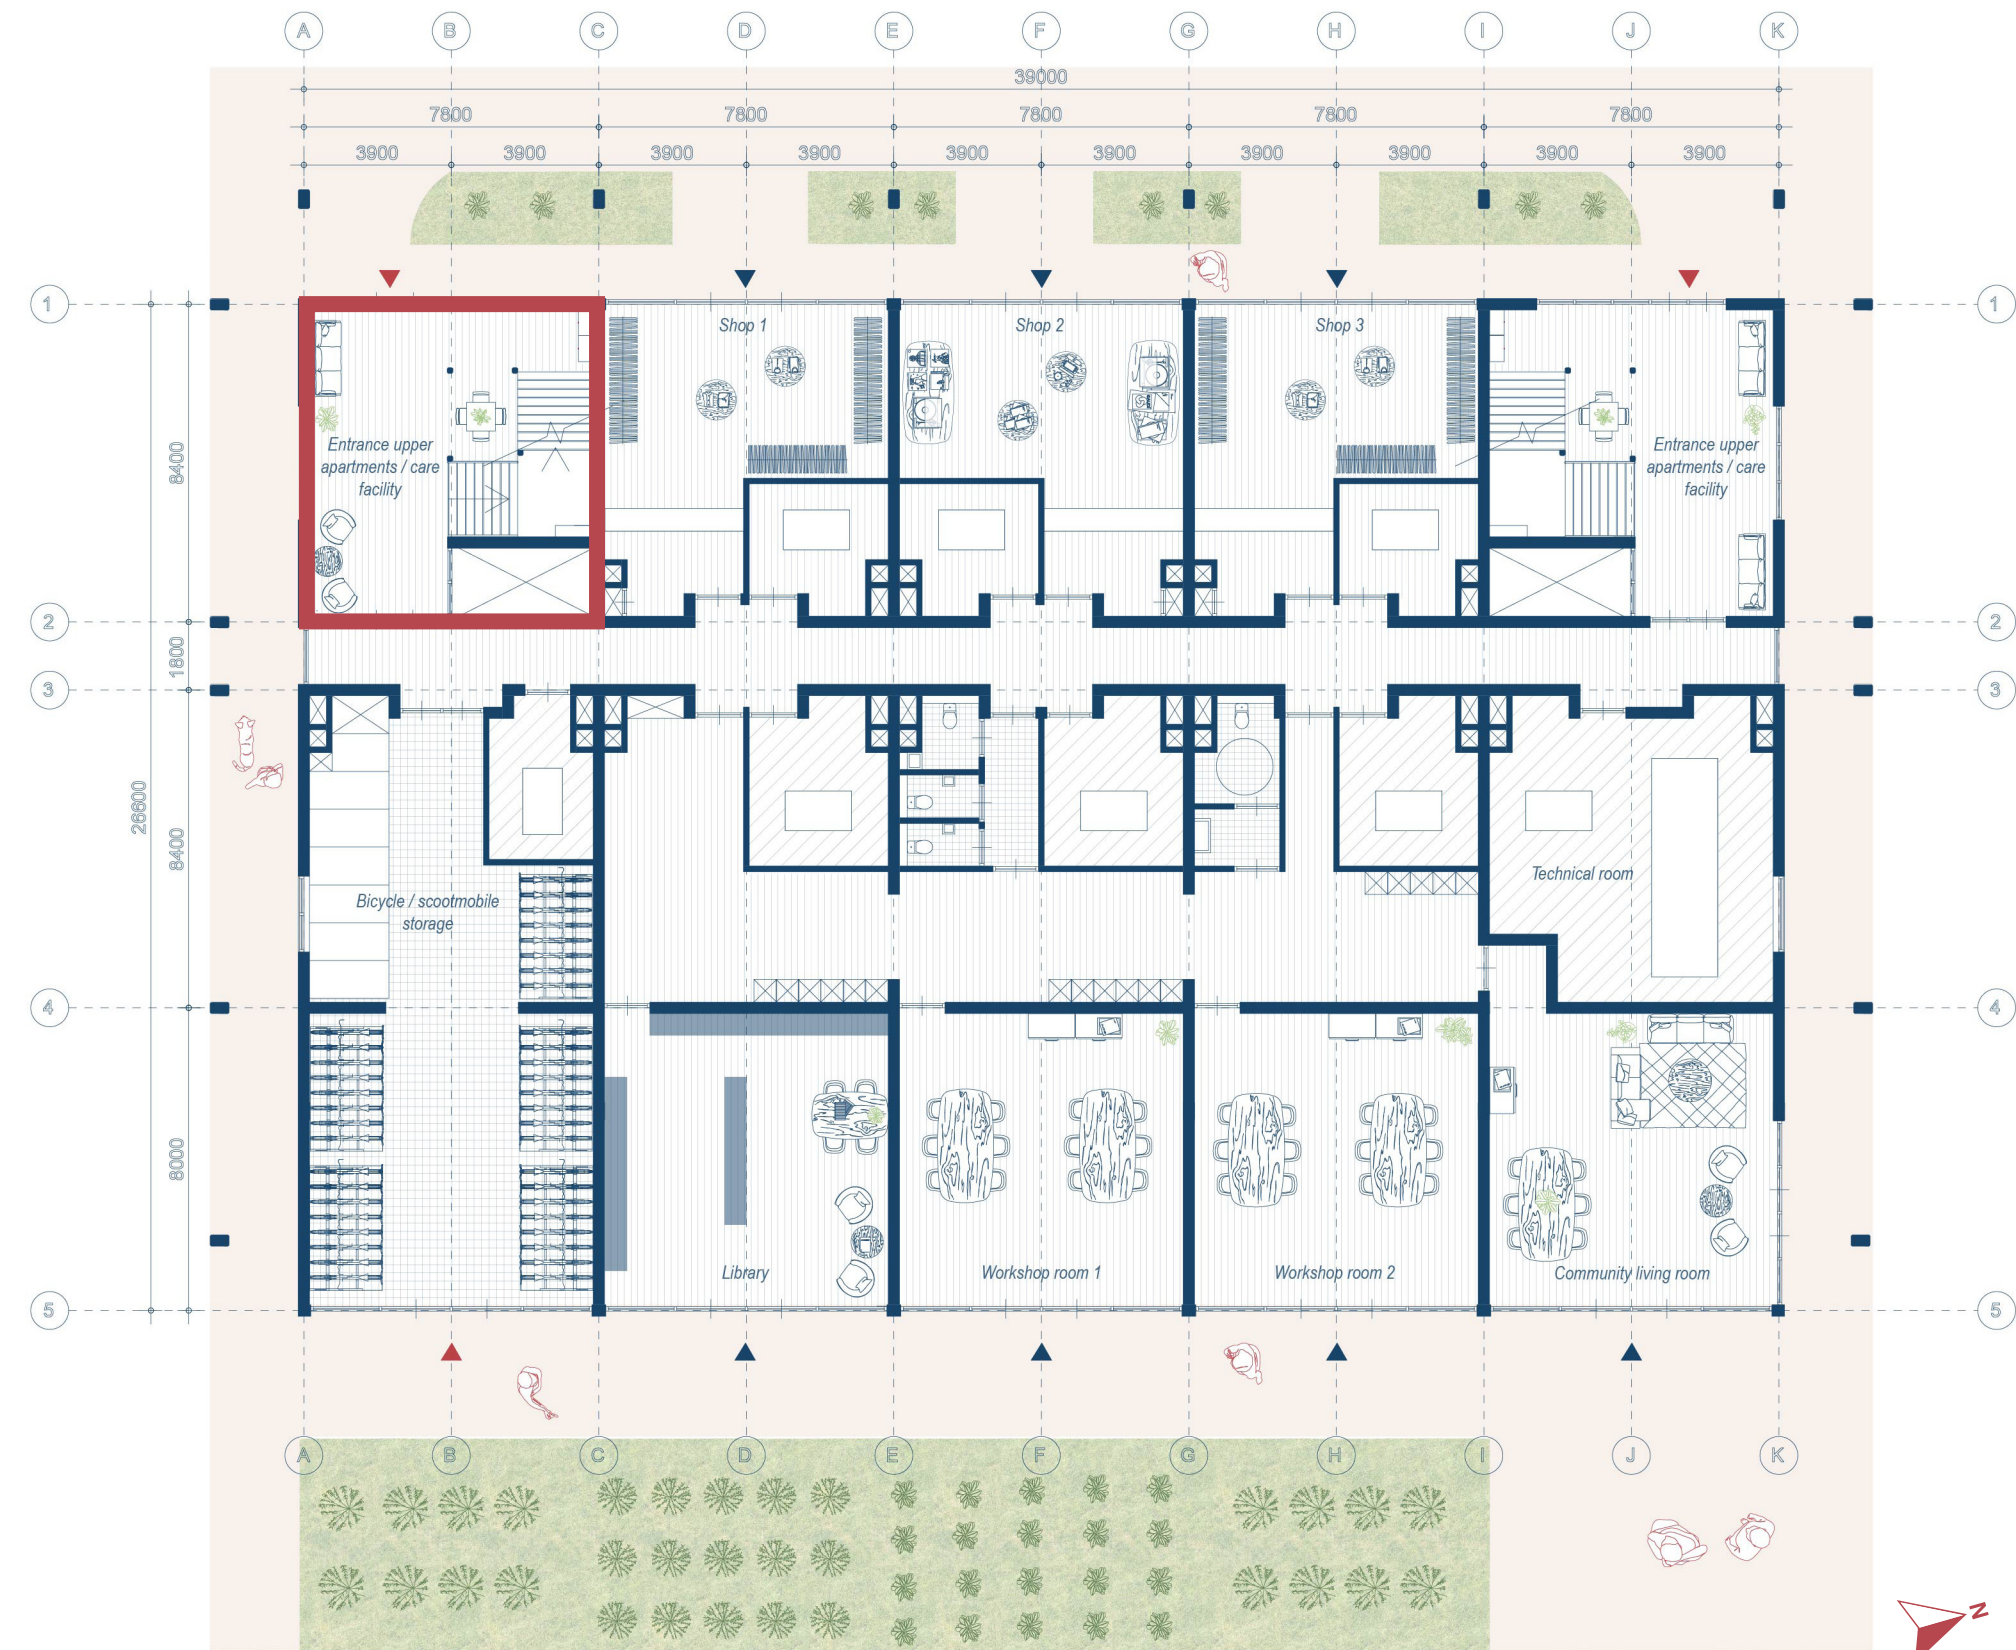 A B C D E F G H I J K
39000
7800 7800 7800 7800 7800
3900 3900 3900 3900 3900 3900 3900 3900 3900 3900
1 1
Shop 1 Shop 2 Shop 3
Entrance upper
apartments / care
facility
Entrance upper
apartments / care
facility
8400
2 2
1800
3 3
26600
8400
Technical room
Bicycle / scootmobile
storage
4 4
8000
Library Workshop room 1 Workshop room 2 Community living room
5 5
A B C D E F G H I J K
N